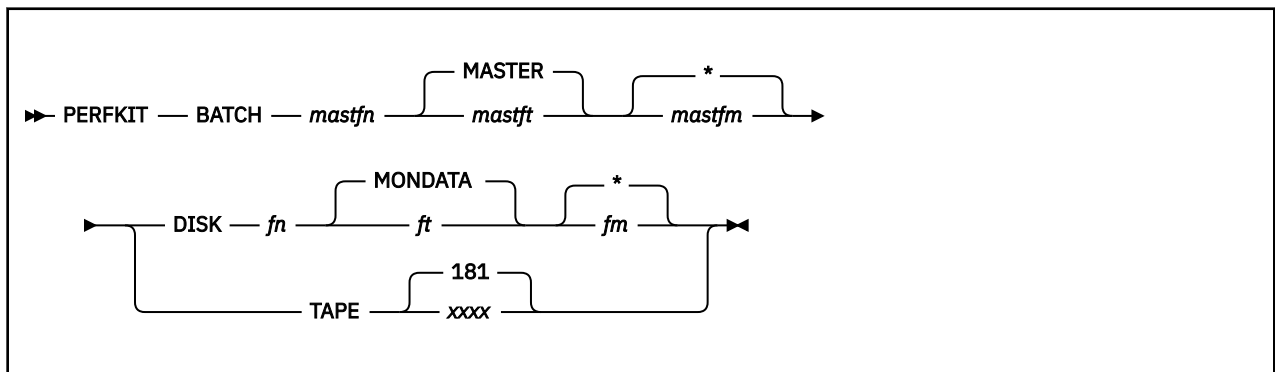 MASTER *
PERFKIT BATCH mastfn mastft mastfm
MONDATA *
DISK fn ft fm
181
TAPE xxxx